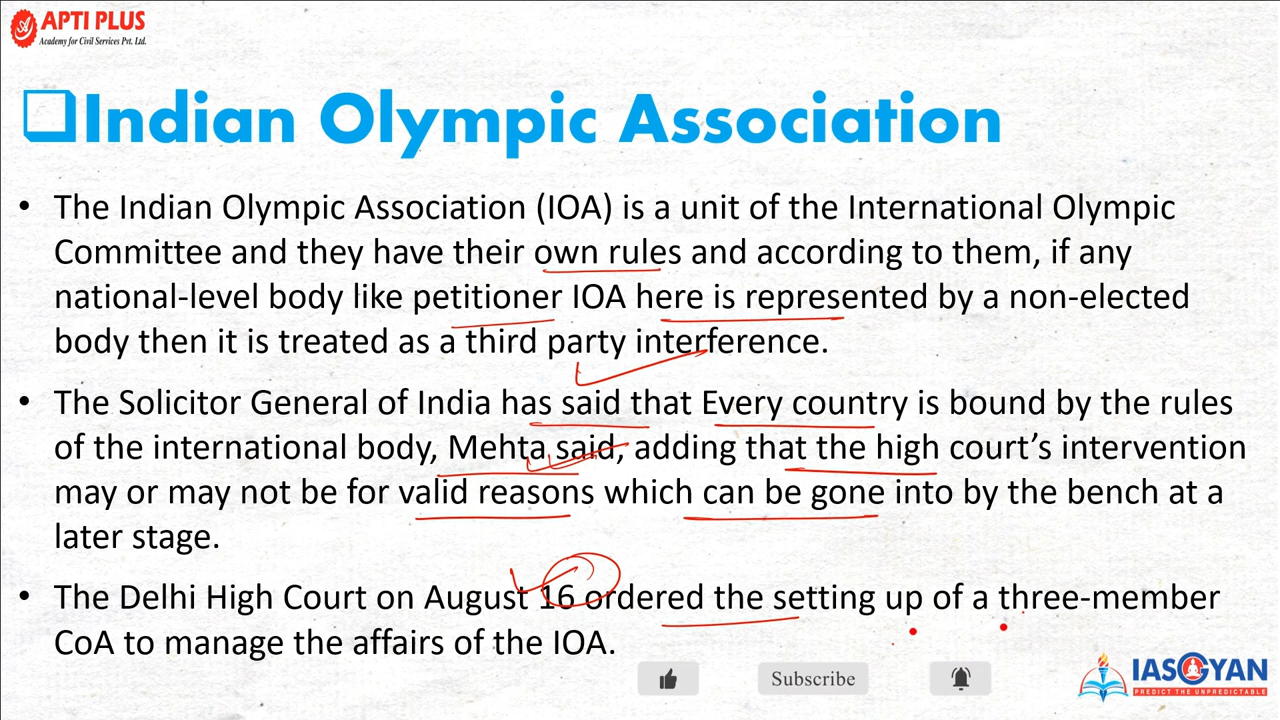 APTI PLUS
Academy for Civil Services Pvt. Ltd.
Indian Olympic Association
• The Indian Olympic Association (IOA) is a unit of the International Olympic
Committee and they have their own rules and according to them, if any
national-level body like petitioner IOA here is represented by a non-elected
body then it is treated as a third party interference.
• The Solicitor General of India has said that Every country is bound by the rules
of the international body, Mehta said, adding that the high court’s intervention
may or may not be for valid reasons which can be gone into by the bench at a
later stage.
• The Delhi High Court on August 16 ordered the setting up of a three-member
CoA to manage the affairs of the IOA.
Subscribe
IASGYAN
PREDICT THE UNPREDICTABLE